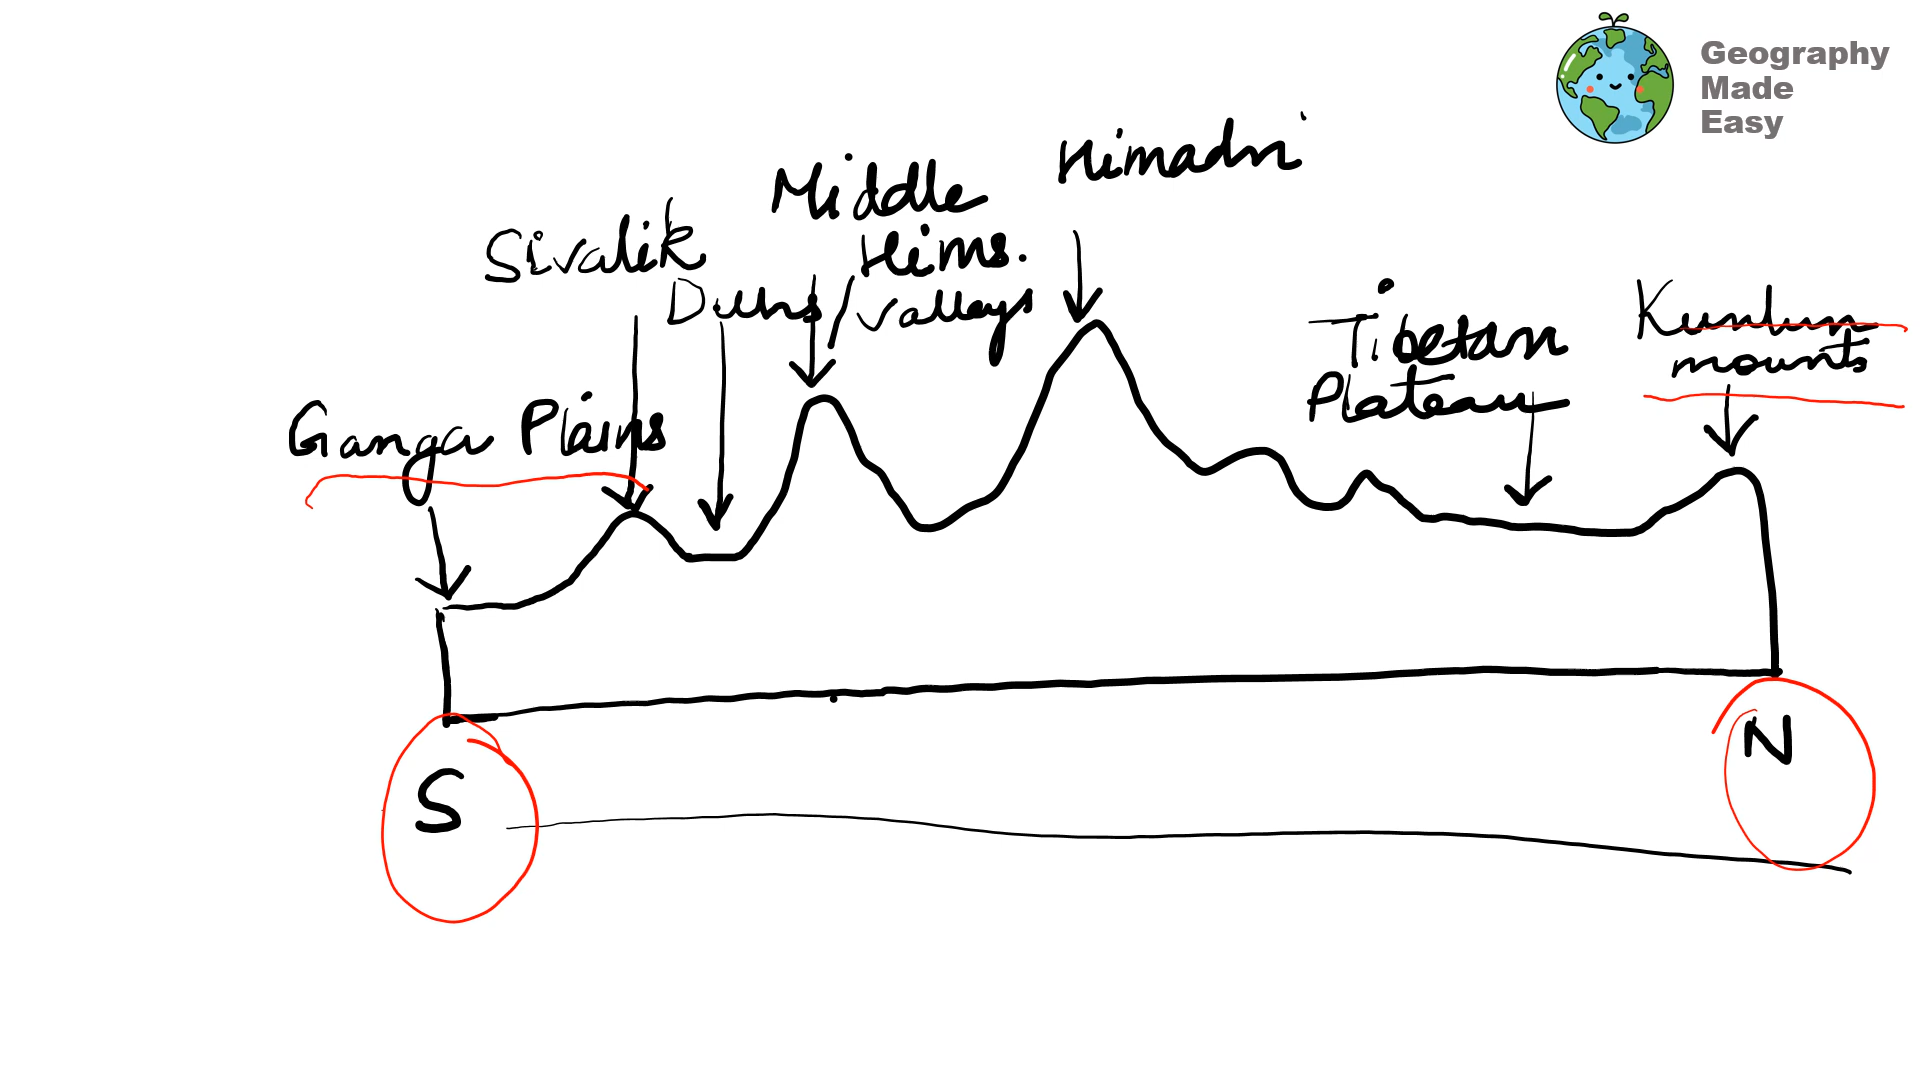 Geography
Made
Easy
Himadri
Middle
Hims.
Sivalik
Duns/valleys
Tibetan
Plateau
Kunlun
mounts
Ganga Plains
S
N